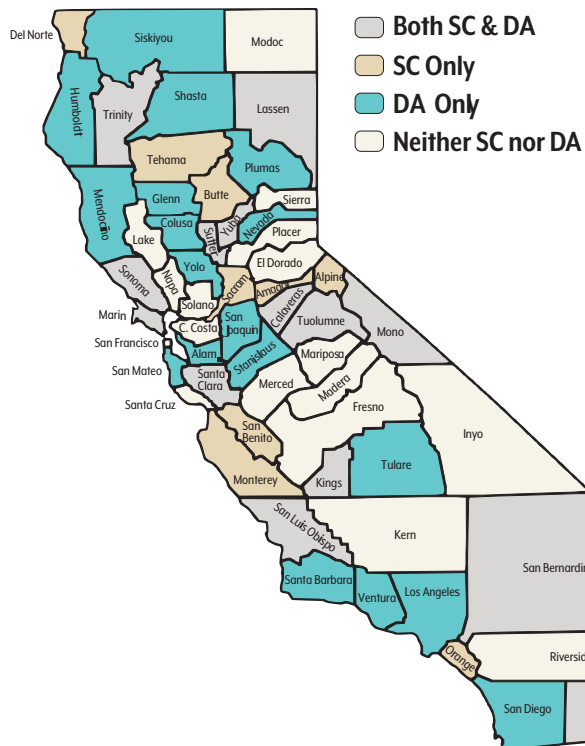 Both SC & DA
SC Only
DA Only
Neither SC nor DA
Del Norte
Siskiyou
Modoc
Humboldt
Trinity
Shasta
Lassen
Tehama
Plumas
Mendocino
Glenn
Butte
Sierra
Colusa
Sutter
Yuba
Nevada
Lake
Placer
Yolo
El Dorado
Sonoma
Napa
Solano
Sacram
Amador
Alpine
Marin
C. Costa
San
Joaquin
Calaveras
Tuolumne
Mono
San Francisco
Alam
Stanislaus
Mariposa
San Mateo
Santa
Clara
Merced
Madera
Santa Cruz
Fresno
Inyo
San
Benito
Monterey
Kings
Tulare
San Luis Obispo
Kern
San Bernardin
Santa Barbara
Ventura
Los Angeles
Orange
Riversid
San Diego